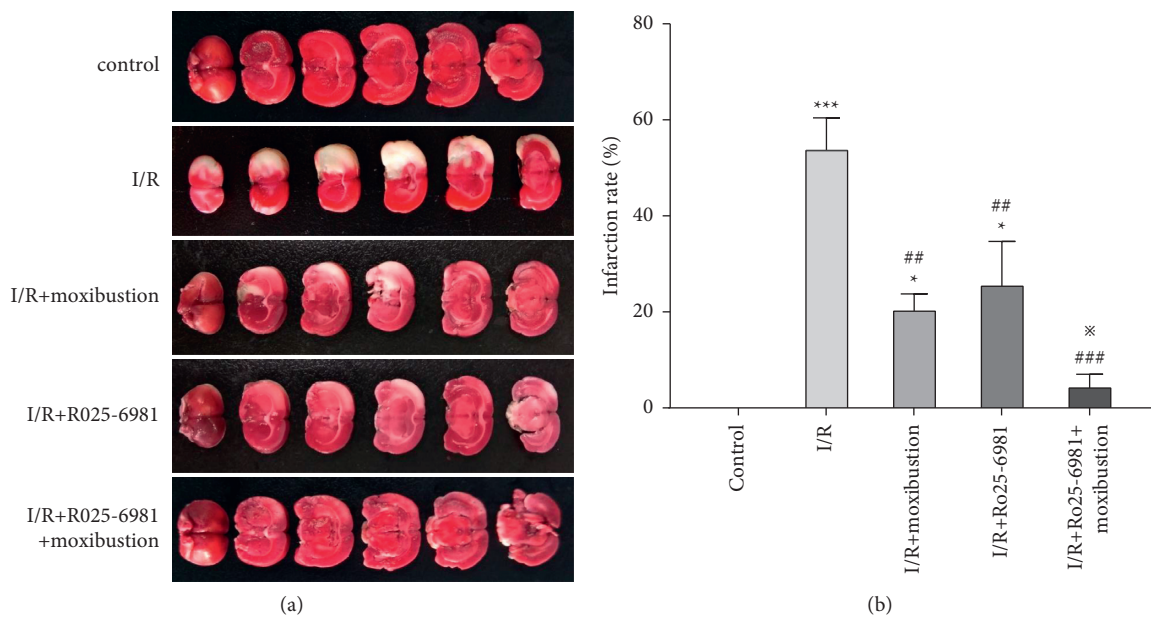 control
I/R
I/R+moxibustion
I/R+R025-6981
I/R+R025-6981
+moxibustion
(a)
Infarction rate (%)
80
60
40
20
0
***
##
*
##
*
※
###
Control
I/R
I/R+moxibustion
I/R+Ro25-6981
I/R+Ro25-6981+
moxibustion
(b)